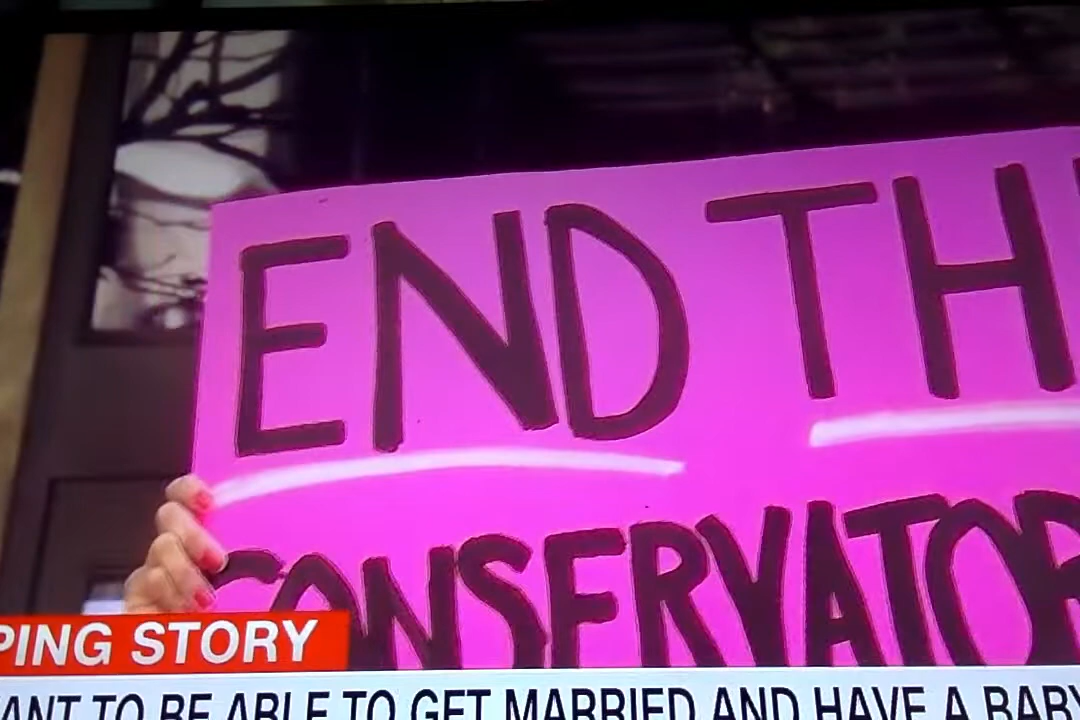 END TH
CONSERVATOR
PING STORY
ANT TO BE ABLE TO GET MARRIED AND HAVE A BABY